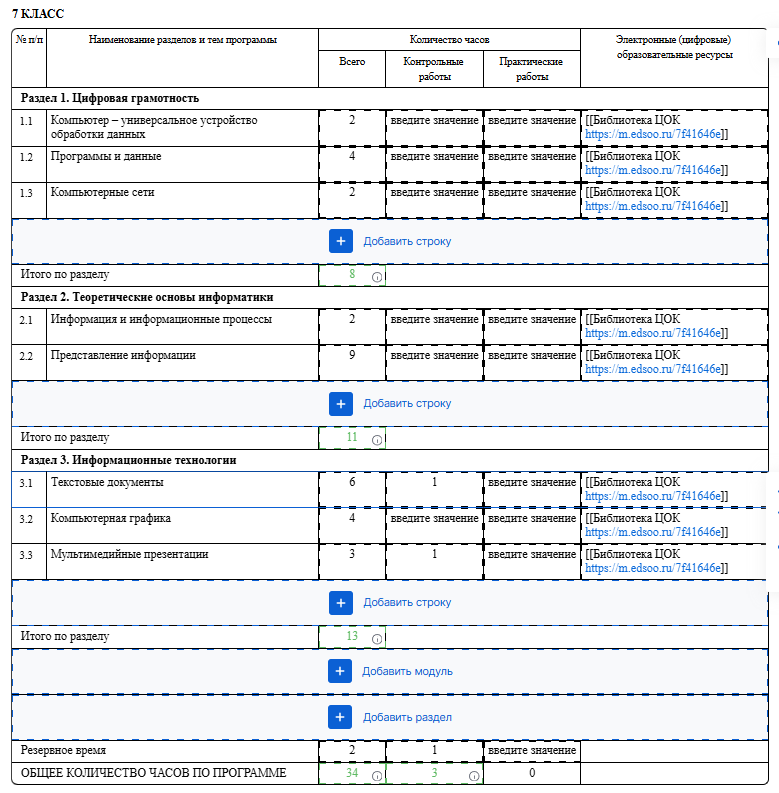 7 КЛАСС
№ п/п
Наименование разделов и тем программы
Количество часов
Электронные (цифровые)
образовательные ресурсы
Всего
Контрольные
работы
Практические
работы
Раздел 1. Цифровая грамотность
1.1 Компьютер – универсальное устройство
обработки данных
2 введите значение введите значение [[Библиотека ЦОК
https://m.edsoo.ru/7f41646e]]
1.2 Программы и данные 4 введите значение введите значение [[Библиотека ЦОК
https://m.edsoo.ru/7f41646e]]
1.3 Компьютерные сети 2 введите значение введите значение [[Библиотека ЦОК
https://m.edsoo.ru/7f41646e]]
+ Добавить строку
Итого по разделу 8
Раздел 2. Теоретические основы информатики
2.1 Информация и информационные процессы 2 введите значение введите значение [[Библиотека ЦОК
https://m.edsoo.ru/7f41646e]]
2.2 Представление информации 9 введите значение введите значение [[Библиотека ЦОК
https://m.edsoo.ru/7f41646e]]
+ Добавить строку
Итого по разделу 11
Раздел 3. Информационные технологии
3.1 Текстовые документы 6 1 введите значение [[Библиотека ЦОК
https://m.edsoo.ru/7f41646e]]
3.2 Компьютерная графика 4 введите значение введите значение [[Библиотека ЦОК
https://m.edsoo.ru/7f41646e]]
3.3 Мультимедийные презентации 3 1 введите значение [[Библиотека ЦОК
https://m.edsoo.ru/7f41646e]]
+ Добавить строку
Итого по разделу 13
+ Добавить модуль
+ Добавить раздел
Резервное время 2 1 введите значение
ОБЩЕЕ КОЛИЧЕСТВО ЧАСОВ ПО ПРОГРАММЕ 34 3 0